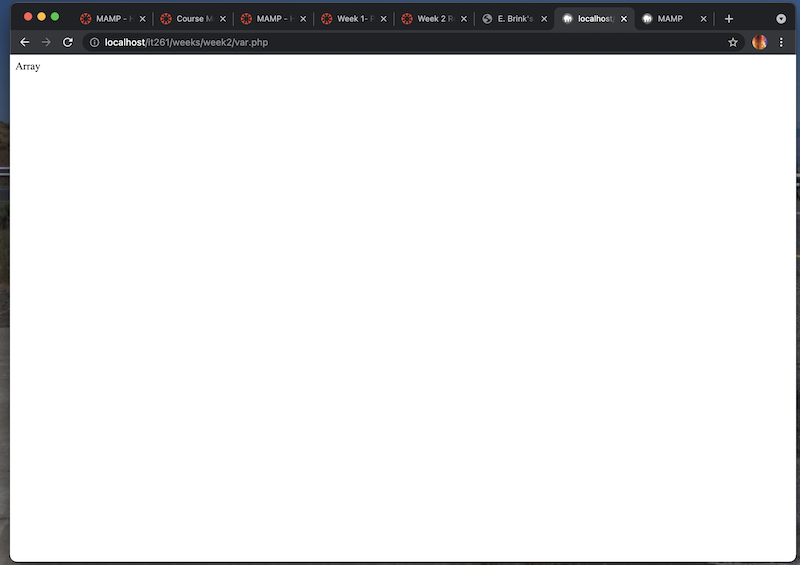 MAMP - Course M MAMP - Week 1- Week 2 R E. Brink's localhost/ MAMP
localhost/it261/weeks/week2/var.php
Array